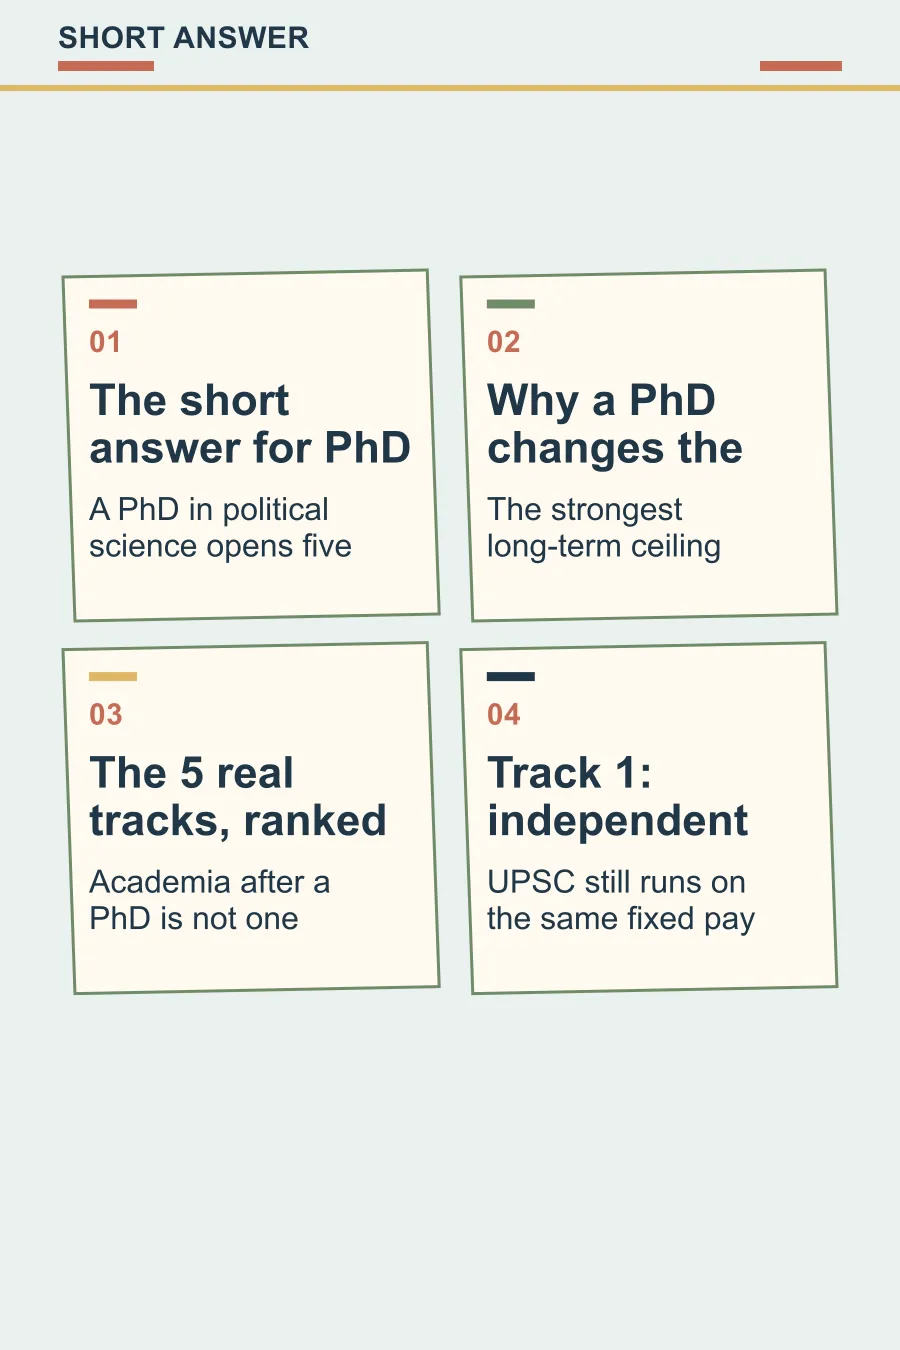 SHORT ANSWER
01
The short
answer for PhD
A PhD in political
science opens five
02
Why a PhD
changes the
The strongest
long-term ceiling
03
The 5 real
tracks, ranked
Academia after a
PhD is not one
04
Track 1:
independent
UPSC still runs on
the same fixed pay